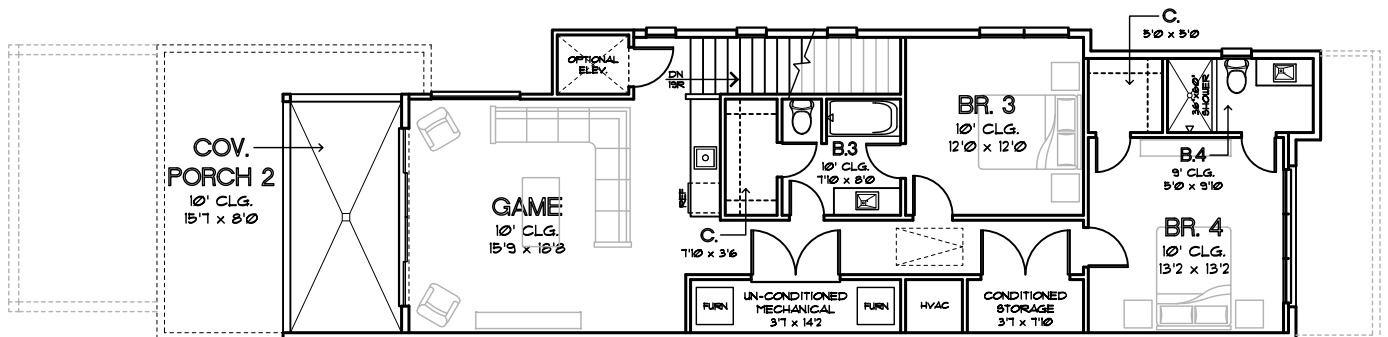 COV.
PORCH 2
10' CLG.
15'7 x 8'0
GAME
10' CLG.
15'9 x 18'8
OPTIONAL
ELEV.
DN
19R
REF
C.
7'10 x 3'6
B.3
10' CLG.
7'10 x 8'0
BR. 3
10' CLG.
12'0 x 12'0
C.
5'0 x 5'0
36"x60"
SHOWER
B.4
9' CLG.
5'0 x 9'10
BR. 4
10' CLG.
13'2 x 13'2
FURN
UN-CONDITIONED
MECHANICAL
3'7 x 14'2
FURN
HVAC
CONDITIONED
STORAGE
3'7 x 7'10